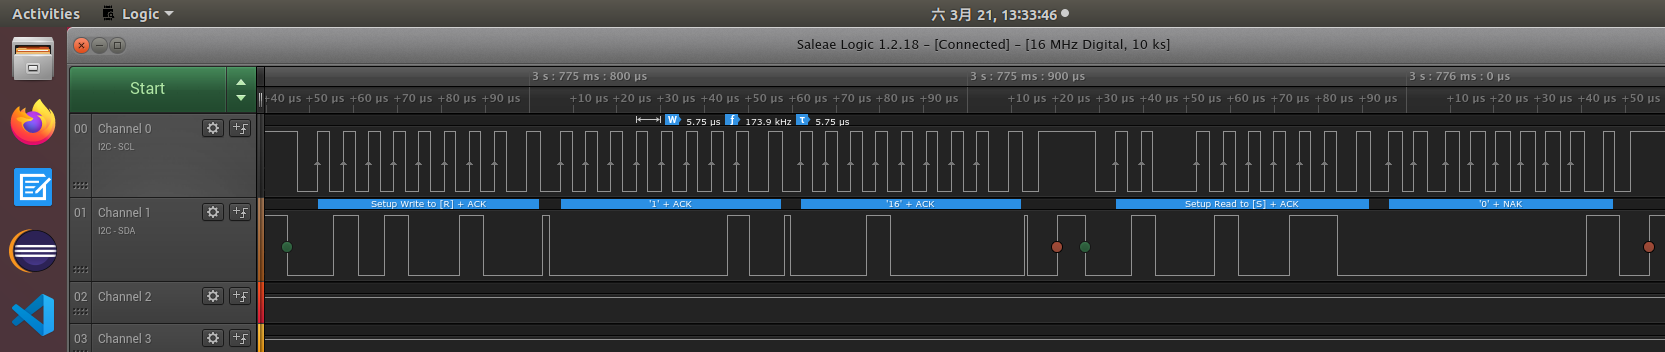 Activities Logic 六 3月 21, 13:33:46
Saleae Logic 1.2.18 - [Connected] - [16 MHz Digital, 10 ks]
Start
3 s : 775 ms : 800 µs 3 s : 775 ms : 900 µs 3 s : 776 ms : 0 µs
+40 µs +50 µs +60 µs +70 µs +80 µs +90 µs +10 µs +20 µs +30 µs +40 µs +50 µs +60 µs +70 µs +80 µs +90 µs +10 µs +20 µs +30 µs +40 µs +50 µs +60 µs +70 µs +80 µs +90 µs +10 µs +20 µs +30 µs +40 µs +50 µs
W 5.75 µs f 173.9 kHz τ 5.75 µs
00 Channel 0
I2C - SCL
Setup Write to [R] + ACK '1' + ACK '16' + ACK Setup Read to [S] + ACK '0' + NAK
01 Channel 1
I2C - SDA
02 Channel 2
03 Channel 3